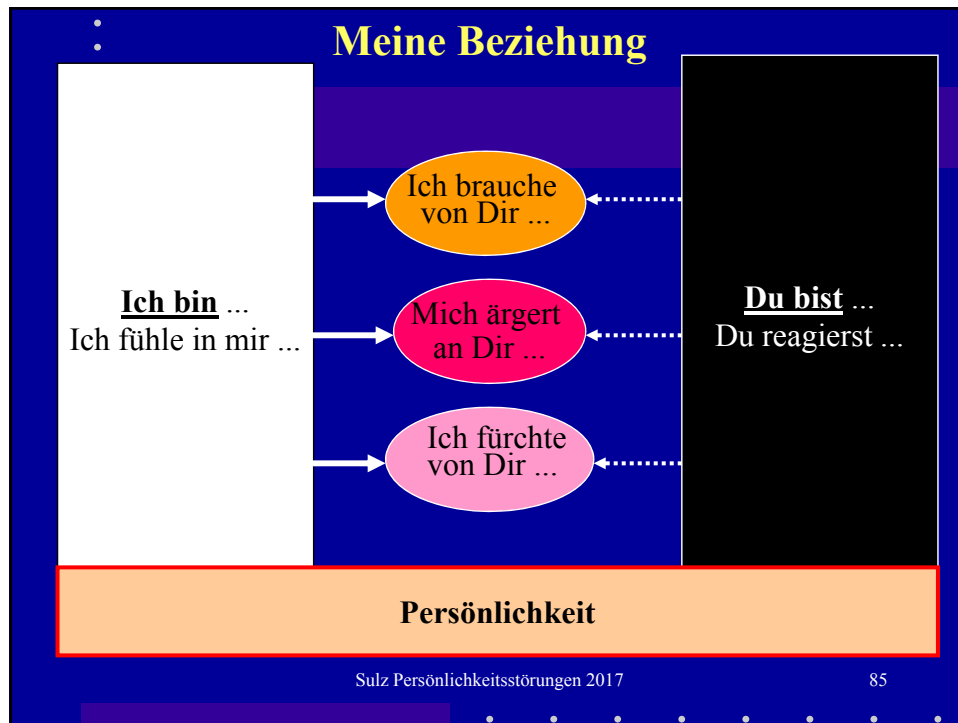 Meine Beziehung
Ich brauche
von Dir ...
Ich bin ...
Ich fühle in mir ...
Mich ärgert
an Dir ...
Du bist ...
Du reagierst ...
Ich fürchte
von Dir ...
Persönlichkeit
Sulz Persönlichkeitsstörungen 2017
85